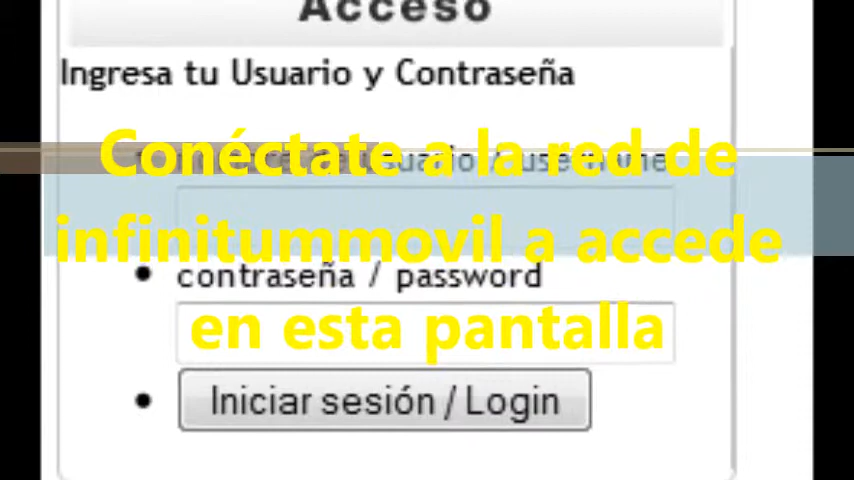 Acceso
Ingresa tu Usuario y Contraseña
Conéctate a la red de
infinitummovil a accede
contraseña / password
en esta pantalla
Iniciar sesión / Login